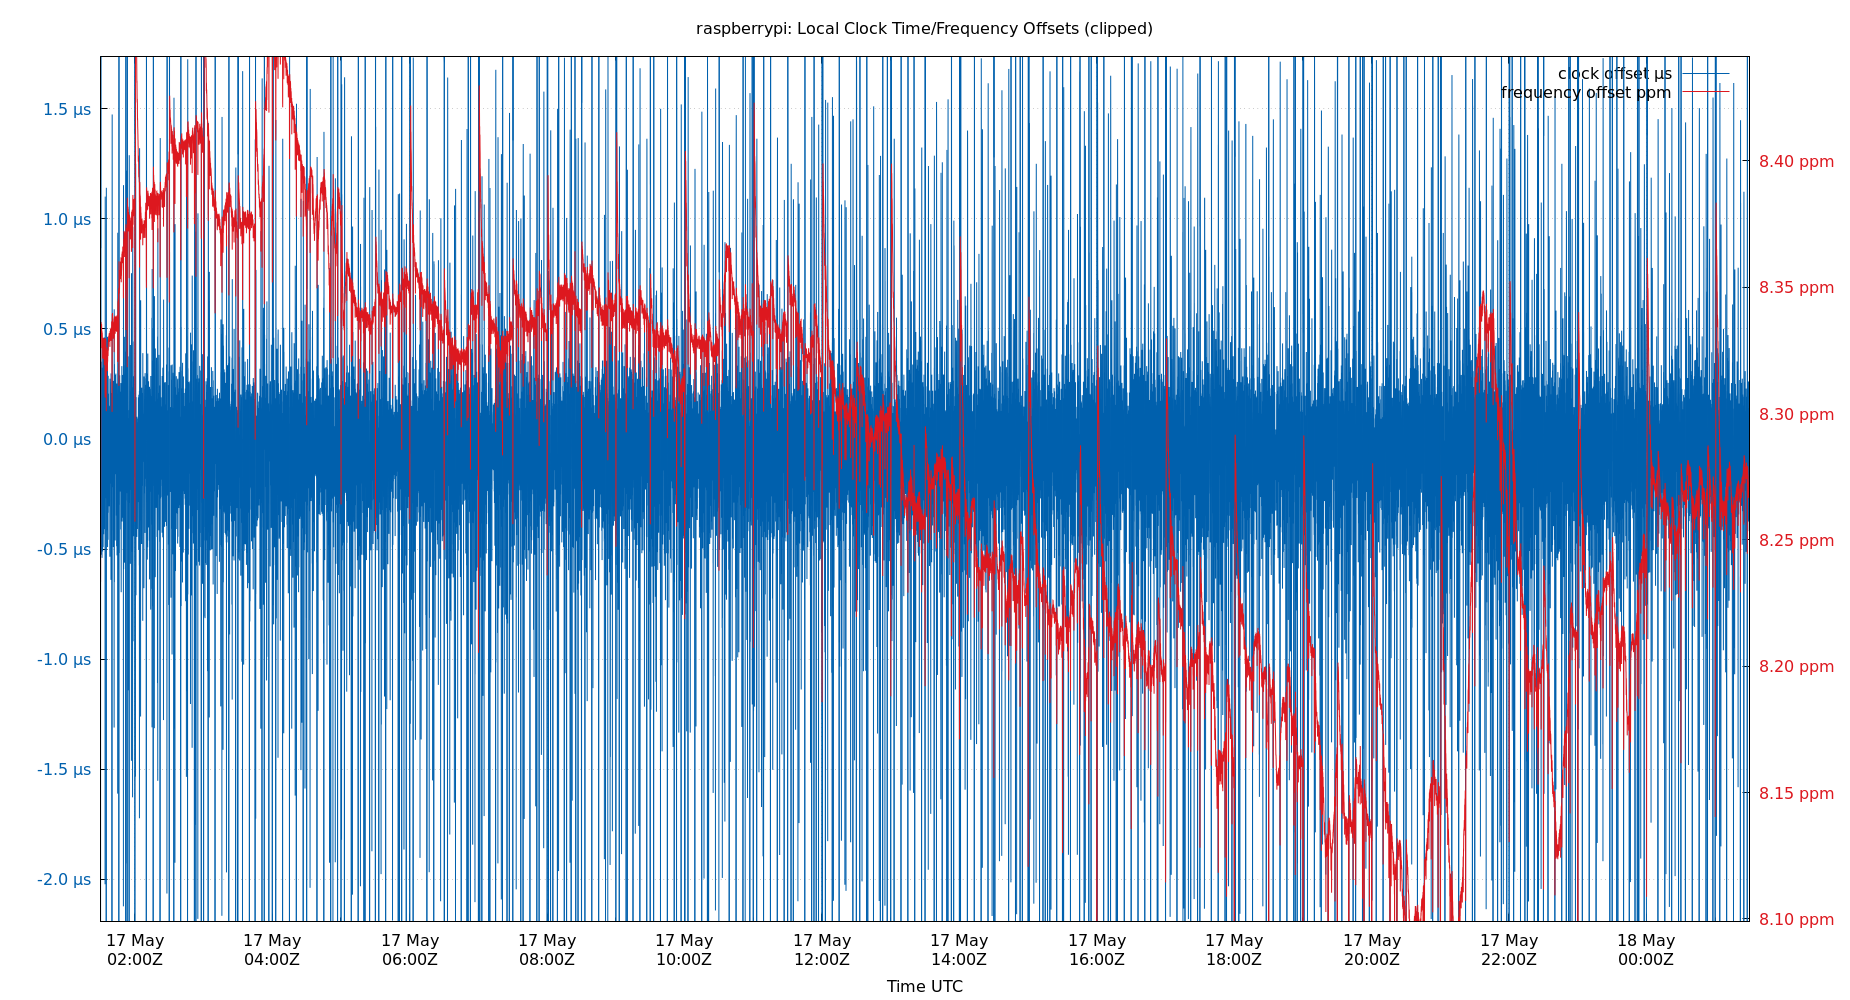 raspberrypi: Local Clock Time/Frequency Offsets (clipped)
clock offset µs
frequency offset ppm
1.5 µs
1.0 µs
0.5 µs
0.0 µs
-0.5 µs
-1.0 µs
-1.5 µs
-2.0 µs
8.40 ppm
8.35 ppm
8.30 ppm
8.25 ppm
8.20 ppm
8.15 ppm
8.10 ppm
17 May 17 May 17 May 17 May 17 May 17 May 17 May 17 May 17 May 17 May 17 May 18 May
02:00Z 04:00Z 06:00Z 08:00Z 10:00Z 12:00Z 14:00Z 16:00Z 18:00Z 20:00Z 22:00Z 00:00Z
Time UTC